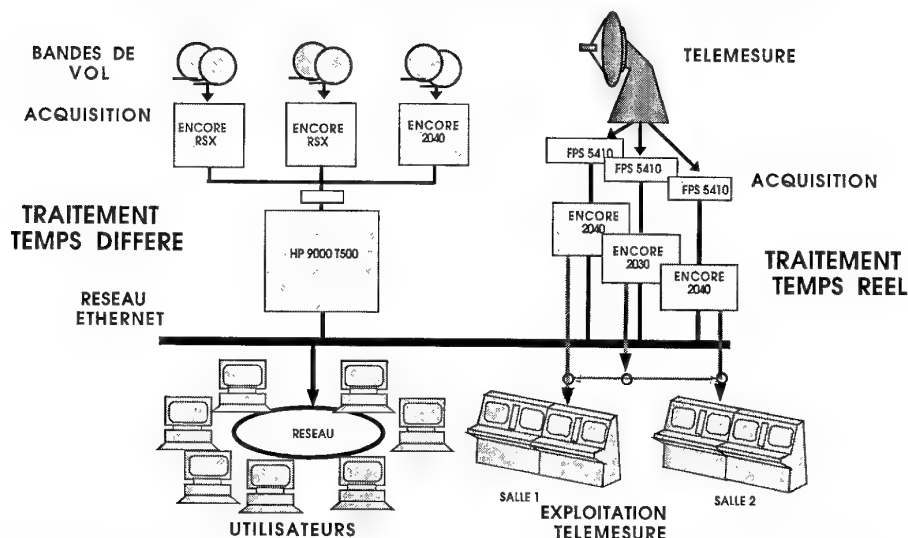 BANDES DE
VOL
TELEMESURE
ACQUISITION
ENCORE
RSX
ENCORE
RSX
ENCORE
2040
FPS 5410
FPS 5410
FPS 5410
ACQUISITION
TRAITEMENT
TEMPS DIFFERE
HP 9000 T500
ENCORE
2040
ENCORE
2030
ENCORE
2040
TRAITEMENT
TEMPS REEL
RESEAU
ETHERNET
RESEAU
UTILISATEURS
SALLE 1
EXPLOITATION
TELEMESURE
SALLE 2